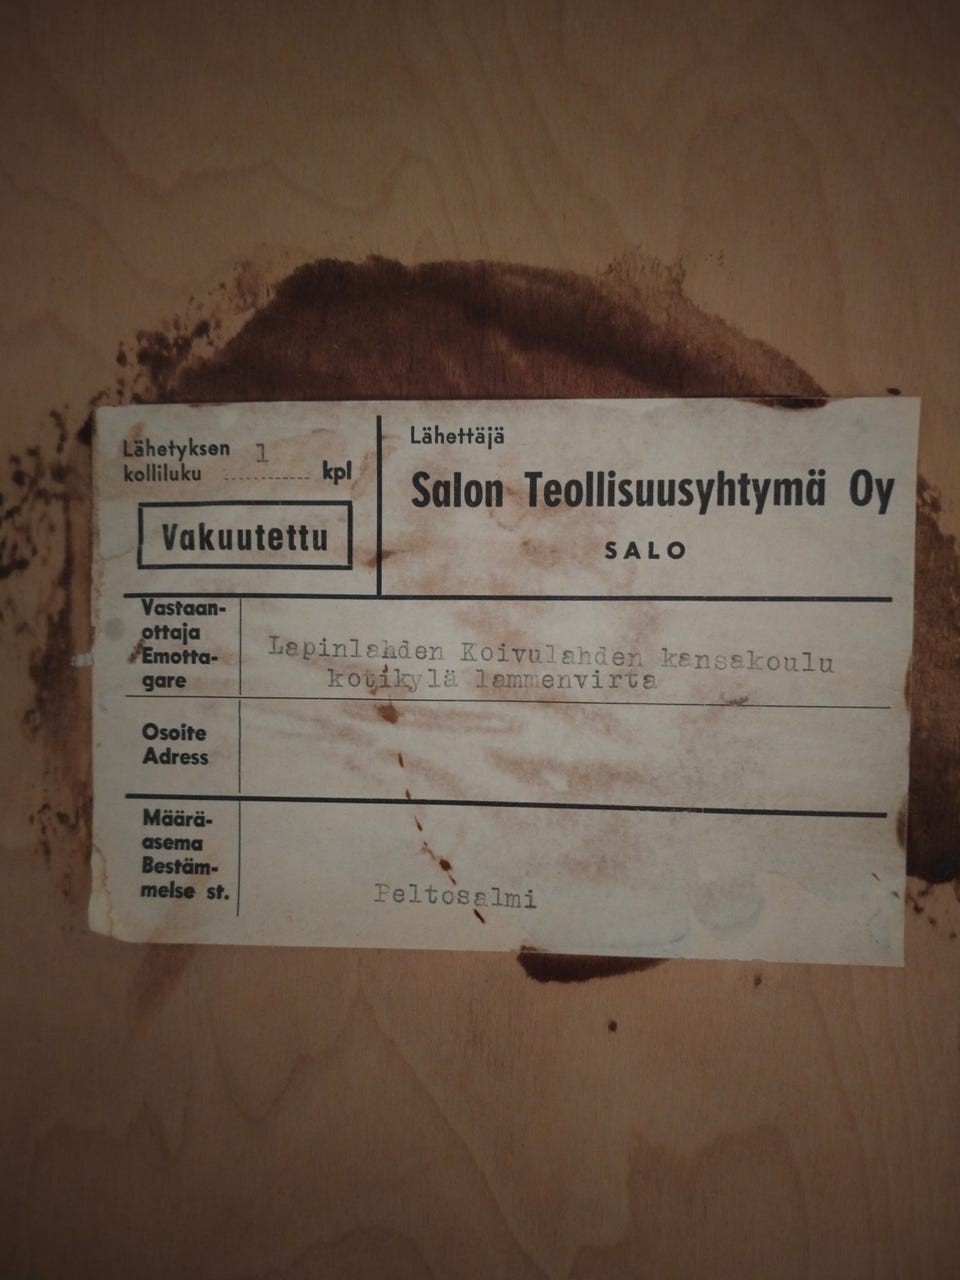 Lähetyksen
kolliluku 1 kpl
Vakuutettu
Lähettäjä
Salon Teollisuusyhtymä Oy
SALO
Vastaan-
ottaja
Emotta-
gare
Lapinlahden Koivulahden kansakoulu
kotikylä lammenvirta
Osoite
Adress
Määrä-
asema
Bestäm-
melse st.
Peltosalmi